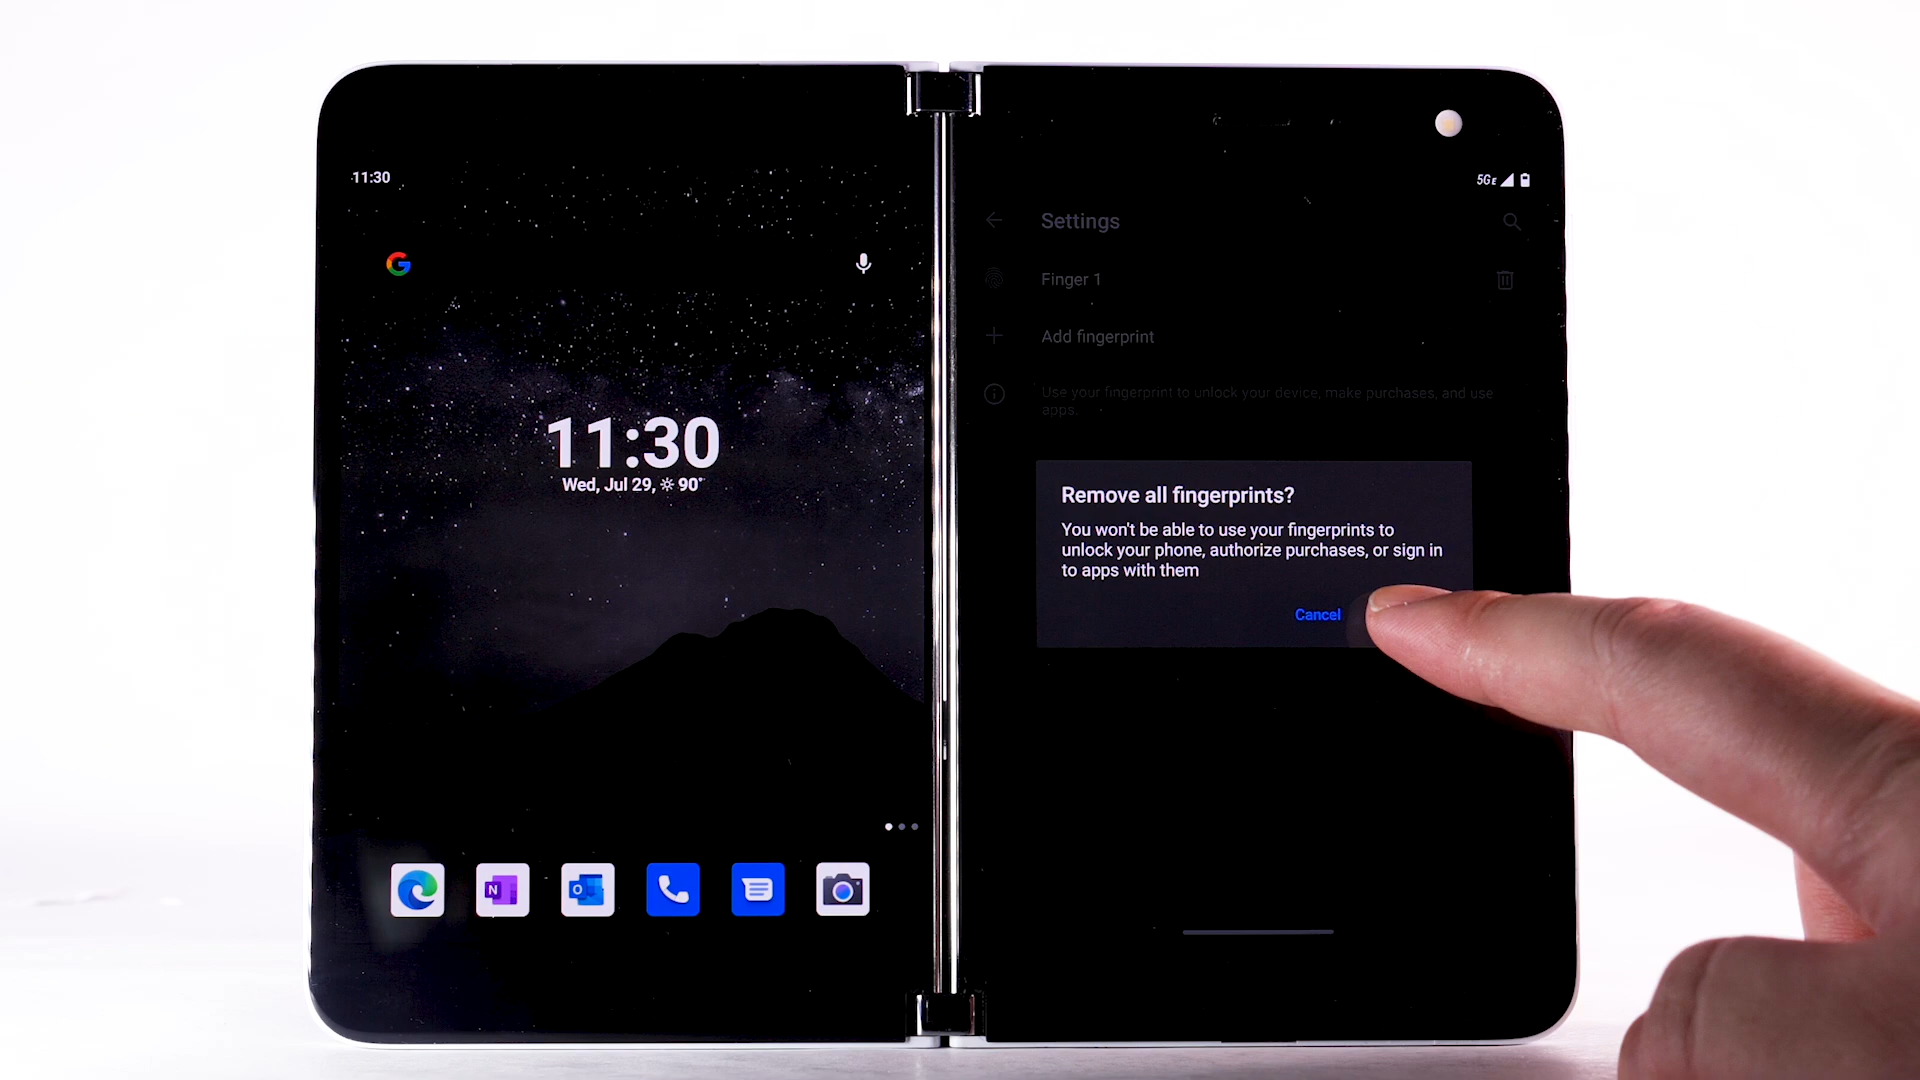 11:30
11:30
Wed, Jul 29, 90°
N
O
5GE
Settings
Finger 1
Add fingerprint
Use your fingerprint to unlock your device, make purchases, and use
apps.
Remove all fingerprints?
You won't be able to use your fingerprints to
unlock your phone, authorize purchases, or sign in
to apps with them
Cancel